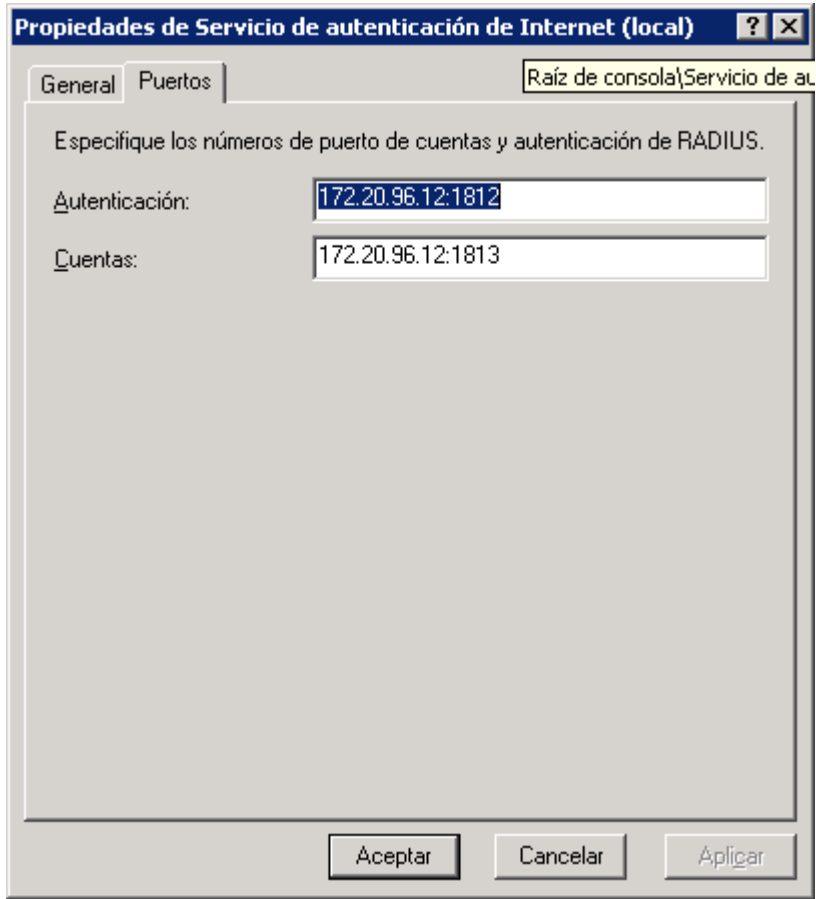 Propiedades de Servicio de autenticación de Internet (local)
General Puertos
Raíz de consola\Servicio de au
Especifique los números de puerto de cuentas y autenticación de RADIUS.
Autenticación: 172.20.96.12:1812
Cuentas: 172.20.96.12:1813
Aceptar Cancelar Aplicar